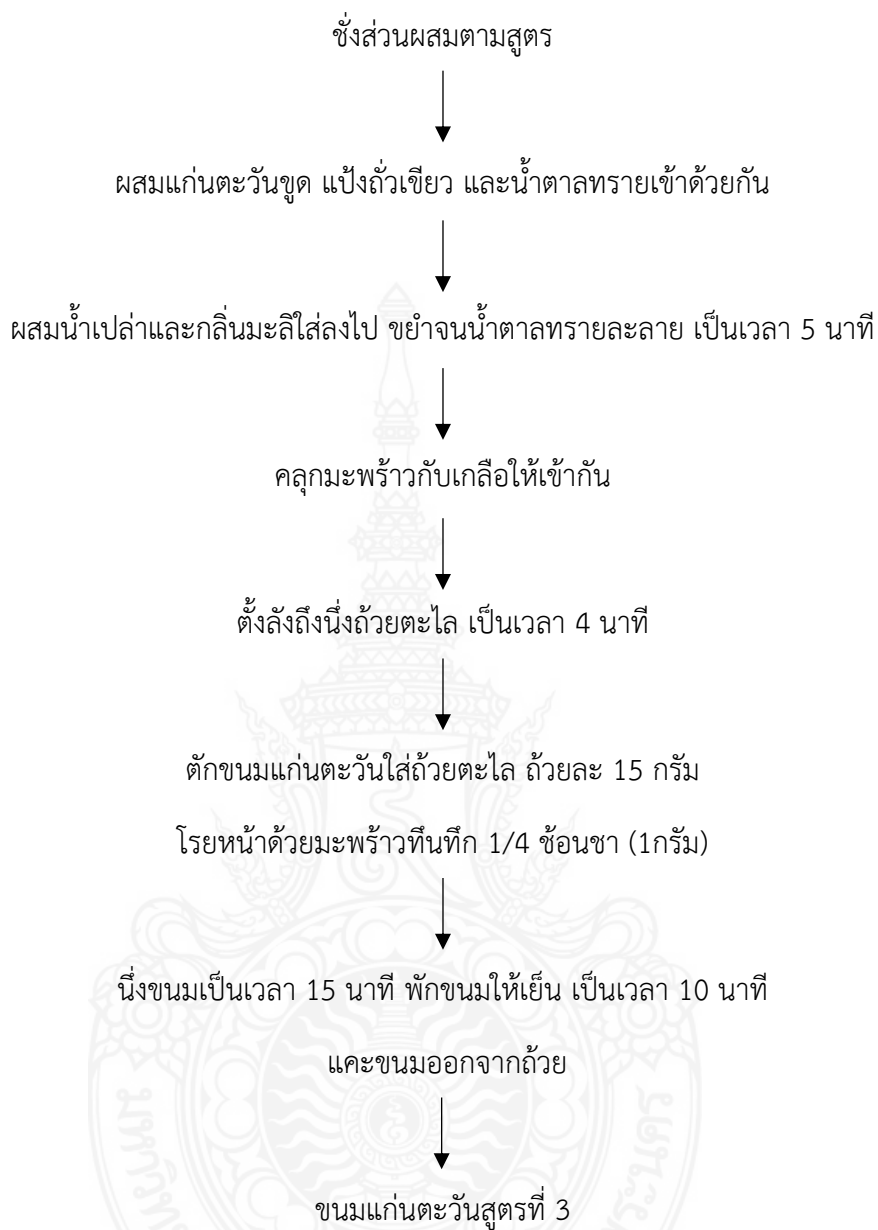 ชั่งส่วนผสมตามสูตร
ผสมแก่นตะวันขูด แป้งถั่วเขียว และน้ำตาลทรายเข้าด้วยกัน
ผสมน้ำเปล่าและกลิ่นมะลิใส่ลงไป ขยำจนน้ำตาลทรายละลาย เป็นเวลา 5 นาที
คลุกมะพร้าวกับเกลือให้เข้ากัน
ตั้งลังถึงนึ่งถ้วยตะไล เป็นเวลา 4 นาที
ตักขนมแก่นตะวันใส่ถ้วยตะไล ถ้วยละ 15 กรัม
โรยหน้าด้วยมะพร้าวทึนทึก 1/4 ช้อนชา (1กรัม)
นึ่งขนมเป็นเวลา 15 นาที พักขนมให้เย็น เป็นเวลา 10 นาที
แคะขนมออกจากถ้วย
ขนมแก่นตะวันสูตรที่ 3